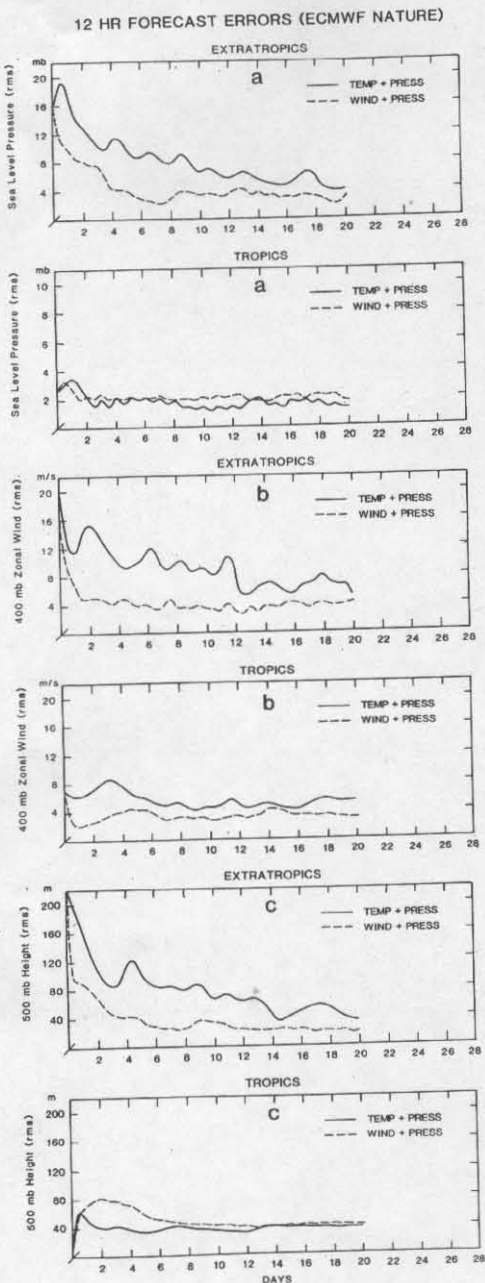 12 HR FORECAST ERRORS (ECMWF NATURE)
EXTRATROPICS
mb
a
TEMP + PRESS
WIND + PRESS
Sea Level Pressure (rms)
20
16
12
8
4
2 4 6 8 10 12 14 16 18 20 22 24 26 28
TROPICS
mb
a
TEMP + PRESS
WIND + PRESS
Sea Level Pressure (rms)
10
8
6
4
2
2 4 6 8 10 12 14 16 18 20 22 24 26 28
EXTRATROPICS
m/s
b
TEMP + PRESS
WIND + PRESS
400 mb Zonal Wind (rms)
20
16
12
8
4
2 4 6 8 10 12 14 16 18 20 22 24 26 28
TROPICS
m/s
b
TEMP + PRESS
WIND + PRESS
400 mb Zonal Wind (rms)
20
16
12
8
4
2 4 6 8 10 12 14 16 18 20 22 24 26 28
EXTRATROPICS
m
c
TEMP + PRESS
WIND + PRESS
500 mb Height (rms)
200
160
120
80
40
2 4 6 8 10 12 14 16 18 20 22 24 26 28
TROPICS
m
c
TEMP + PRESS
WIND + PRESS
500 mb Height (rms)
200
160
120
80
40
2 4 6 8 10 12 14 16 18 20 22 24 26 28
DAYS